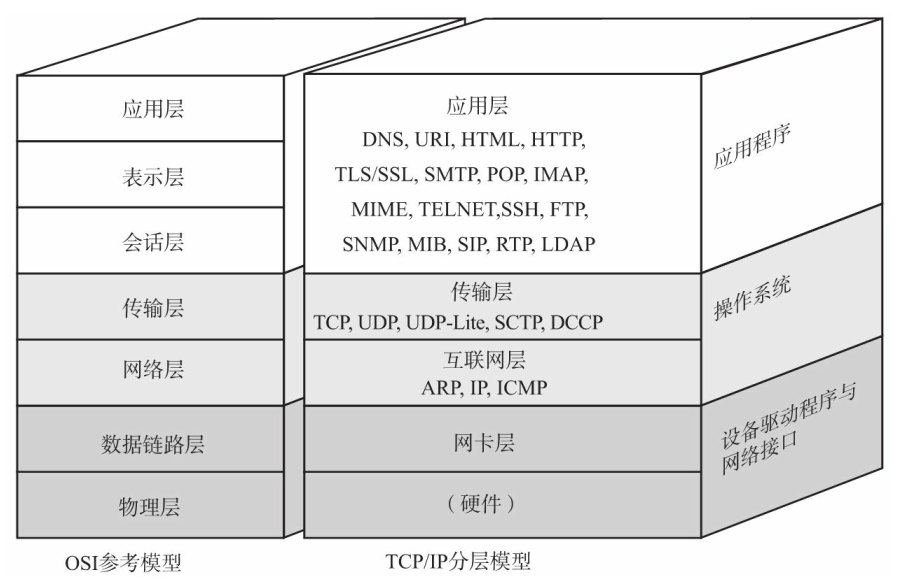 应用层
表示层
会话层
传输层
网络层
数据链路层
物理层
OSI参考模型
应用层
DNS, URI, HTML, HTTP,
TLS/SSL, SMTP, POP, IMAP,
MIME, TELNET,SSH, FTP,
SNMP, MIB, SIP, RTP, LDAP
传输层
TCP, UDP, UDP-Lite, SCTP, DCCP
互联网层
ARP, IP, ICMP
网卡层
（硬件）
TCP/IP分层模型
应用程序
操作系统
设备驱动程序与
网络接口